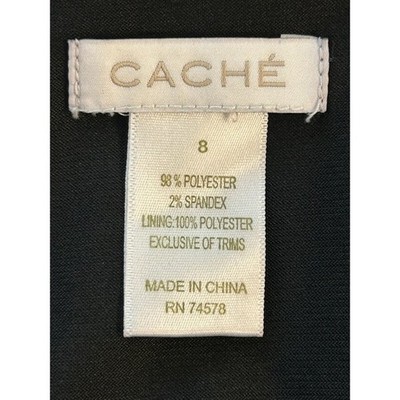 CACHÉ
8
98% POLYESTER
2% SPANDEX
LINING:100% POLYESTER
EXCLUSIVE OF TRIMS
MADE IN CHINA
RN 74578